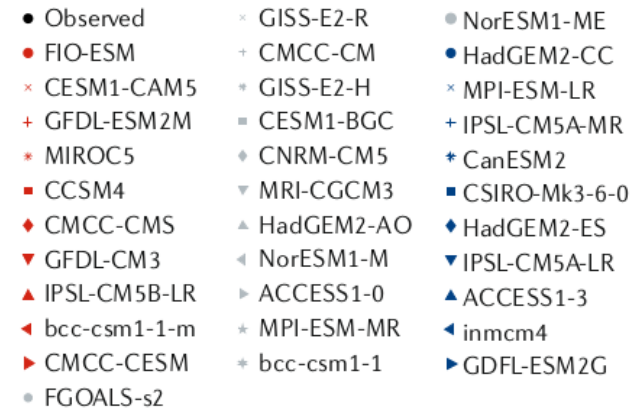 Observed
FIO-ESM
CESM1-CAM5
GFDL-ESM2M
MIROC5
CCSM4
CMCC-CMS
GFDL-CM3
IPSL-CM5B-LR
bcc-csm1-1-m
CMCC-CESM
FGOALS-s2
GISS-E2-R
CMCC-CM
GISS-E2-H
CESM1-BGC
CNRM-CM5
MRI-CGCM3
HadGEM2-AO
NorESM1-M
ACCESS1-0
MPI-ESM-MR
bcc-csm1-1
NorESM1-ME
HadGEM2-CC
MPI-ESM-LR
IPSL-CM5A-MR
CanESM2
CSIRO-Mk3-6-0
HadGEM2-ES
IPSL-CM5A-LR
ACCESS1-3
inmcm4
GDFL-ESM2G